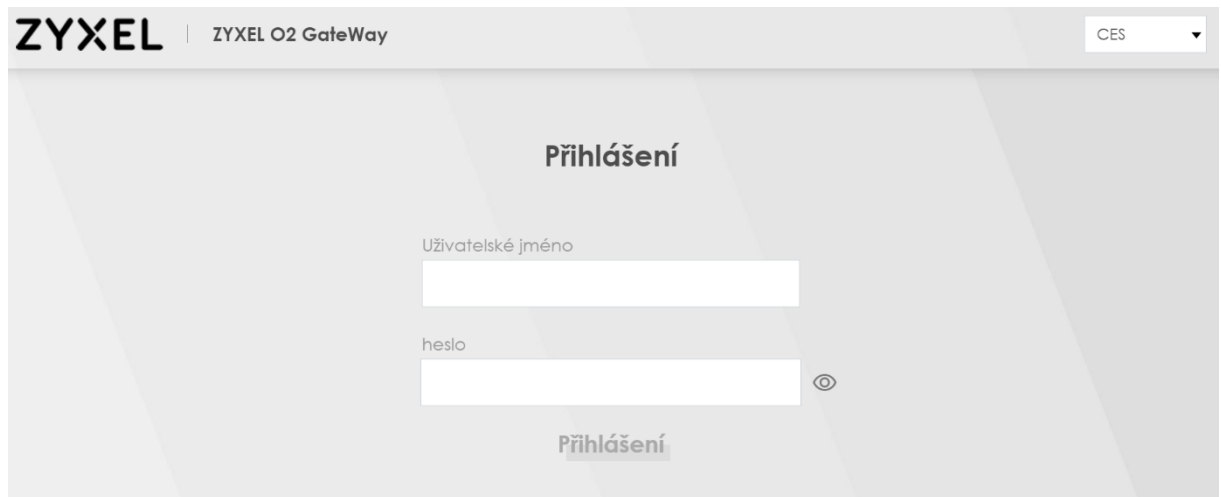 ZYXEL ZYXEL O2 GateWay CES
Přihlášení
Uživatelské jméno
heslo
Přihlášení